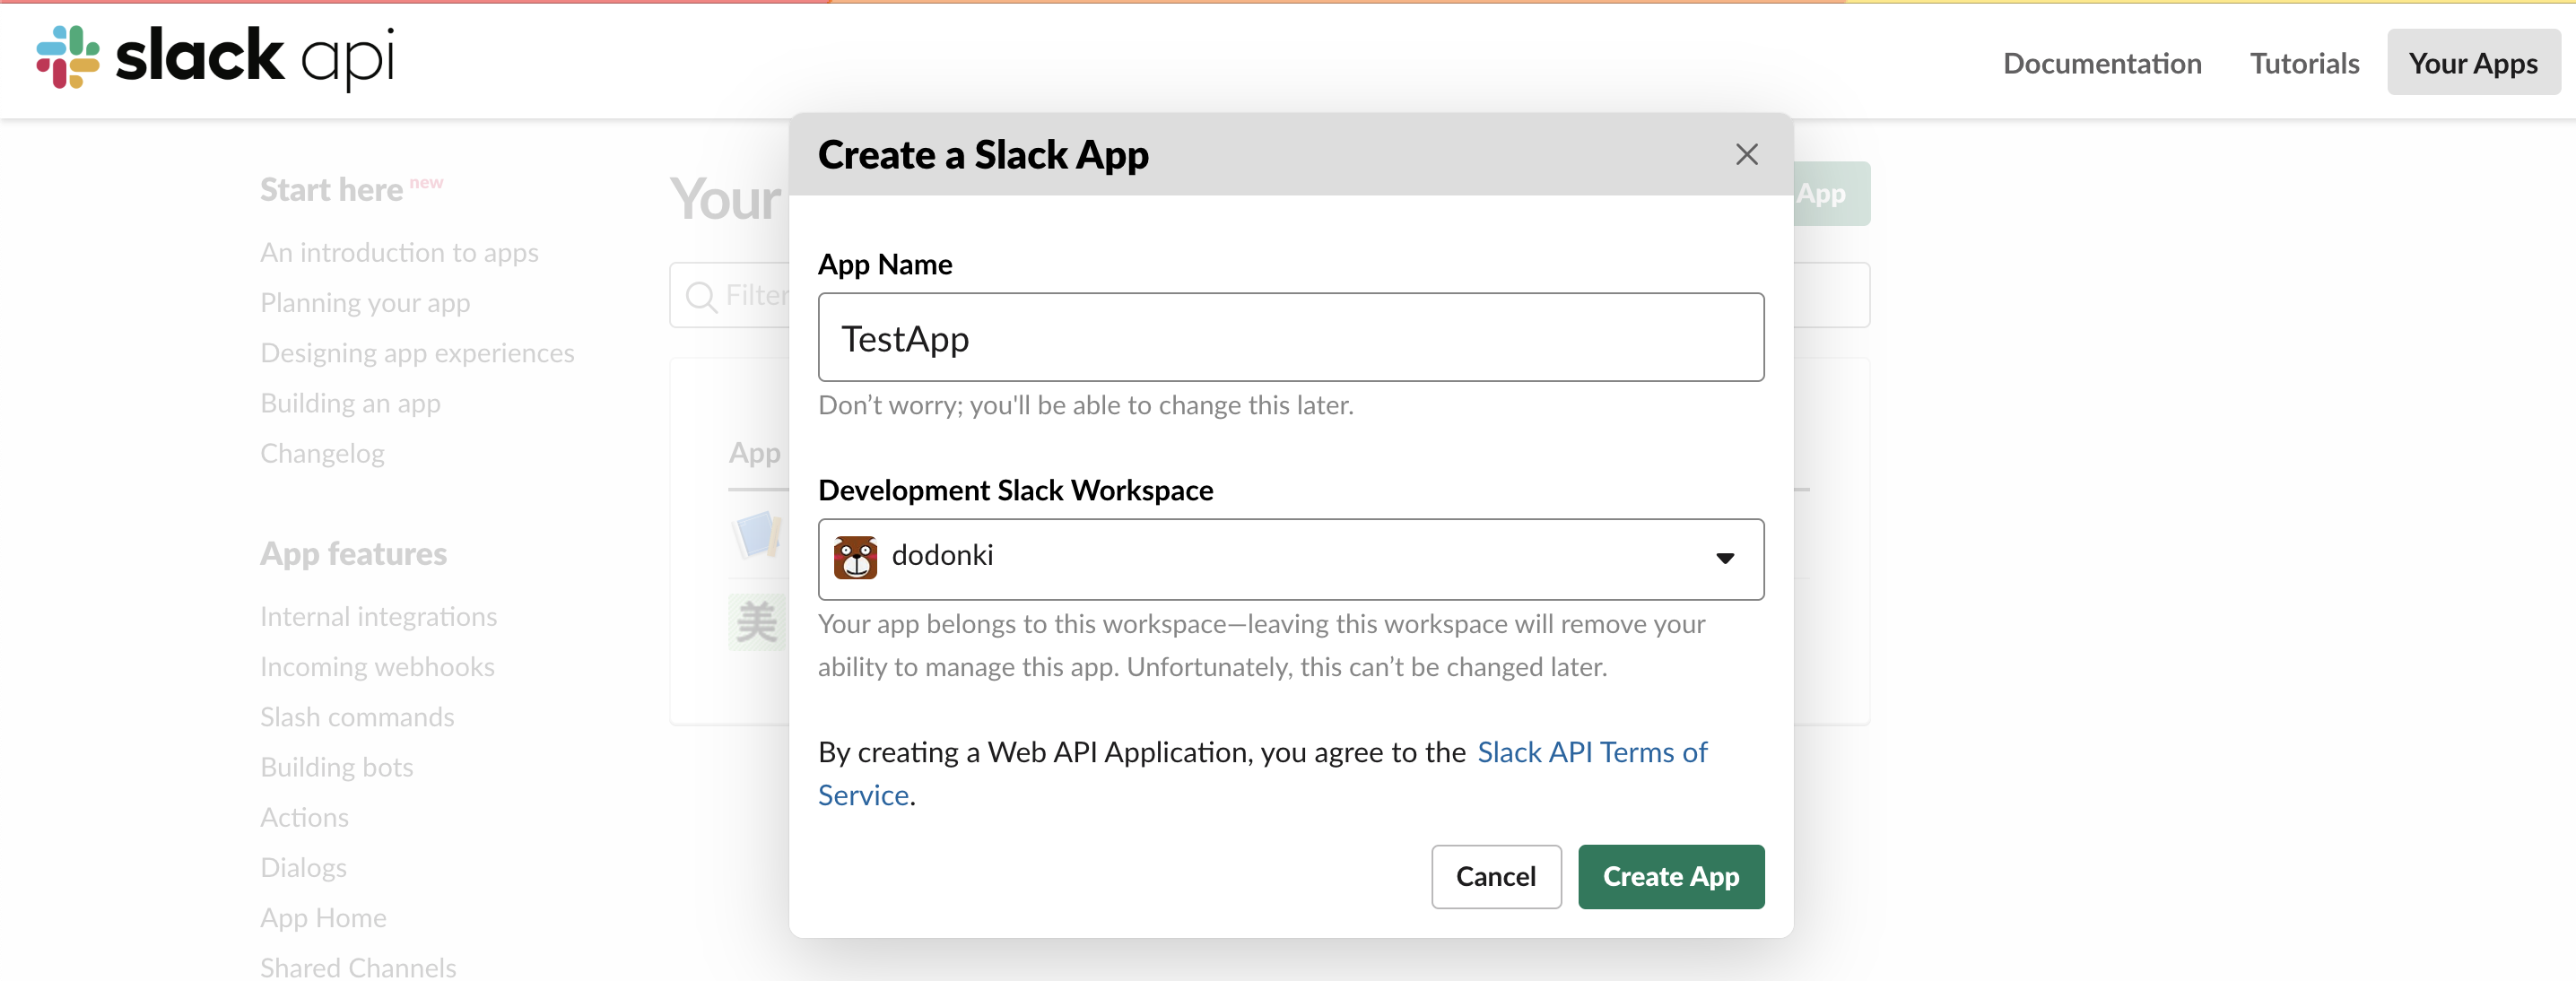 slack api
Documentation
Tutorials
Your Apps
Start here new
An introduction to apps
Planning your app
Designing app experiences
Building an app
Changelog
App features
Internal integrations
Incoming webhooks
Slash commands
Building bots
Actions
Dialogs
App Home
Shared Channels
Your
App
Filter
App
美
Create a Slack App
App Name
TestApp
Don’t worry; you'll be able to change this later.
Development Slack Workspace
dodonki
Your app belongs to this workspace—leaving this workspace will remove your
ability to manage this app. Unfortunately, this can’t be changed later.
By creating a Web API Application, you agree to the Slack API Terms of
Service.
Cancel
Create App